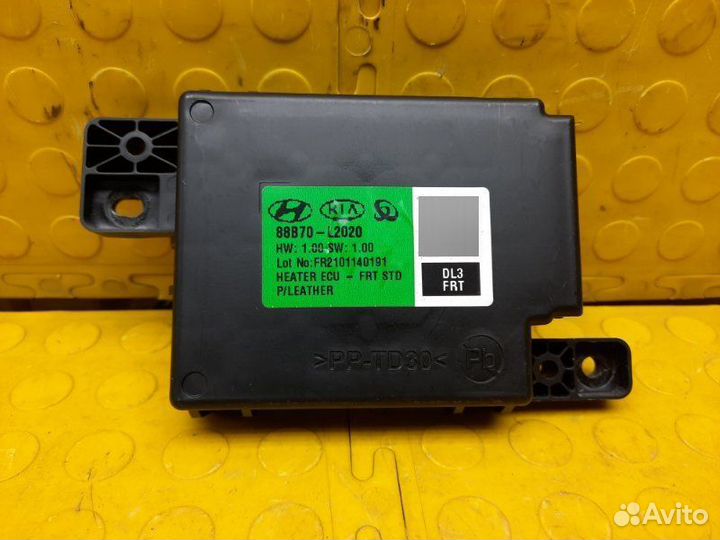 HYUNDAI KIA
88B70-L2020
HW: 1.00 SW: 1.00
Lot No:FR2101140191
HEATER ECU - FRT STD
P/LEATHER
DL3
FRT
>PP-TD30<
Pb
Avito